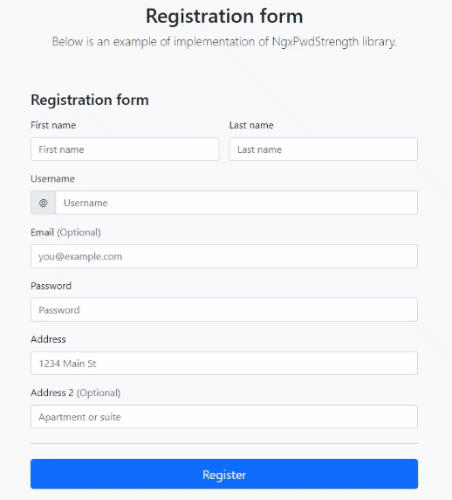 Registration form
Below is an example of implementation of NgxPwdStrength library.
Registration form
First name Last name
First name Last name
Username
@ Username
Email (Optional)
you@example.com
Password
Password
Address
1234 Main St
Address 2 (Optional)
Apartment or suite
Register